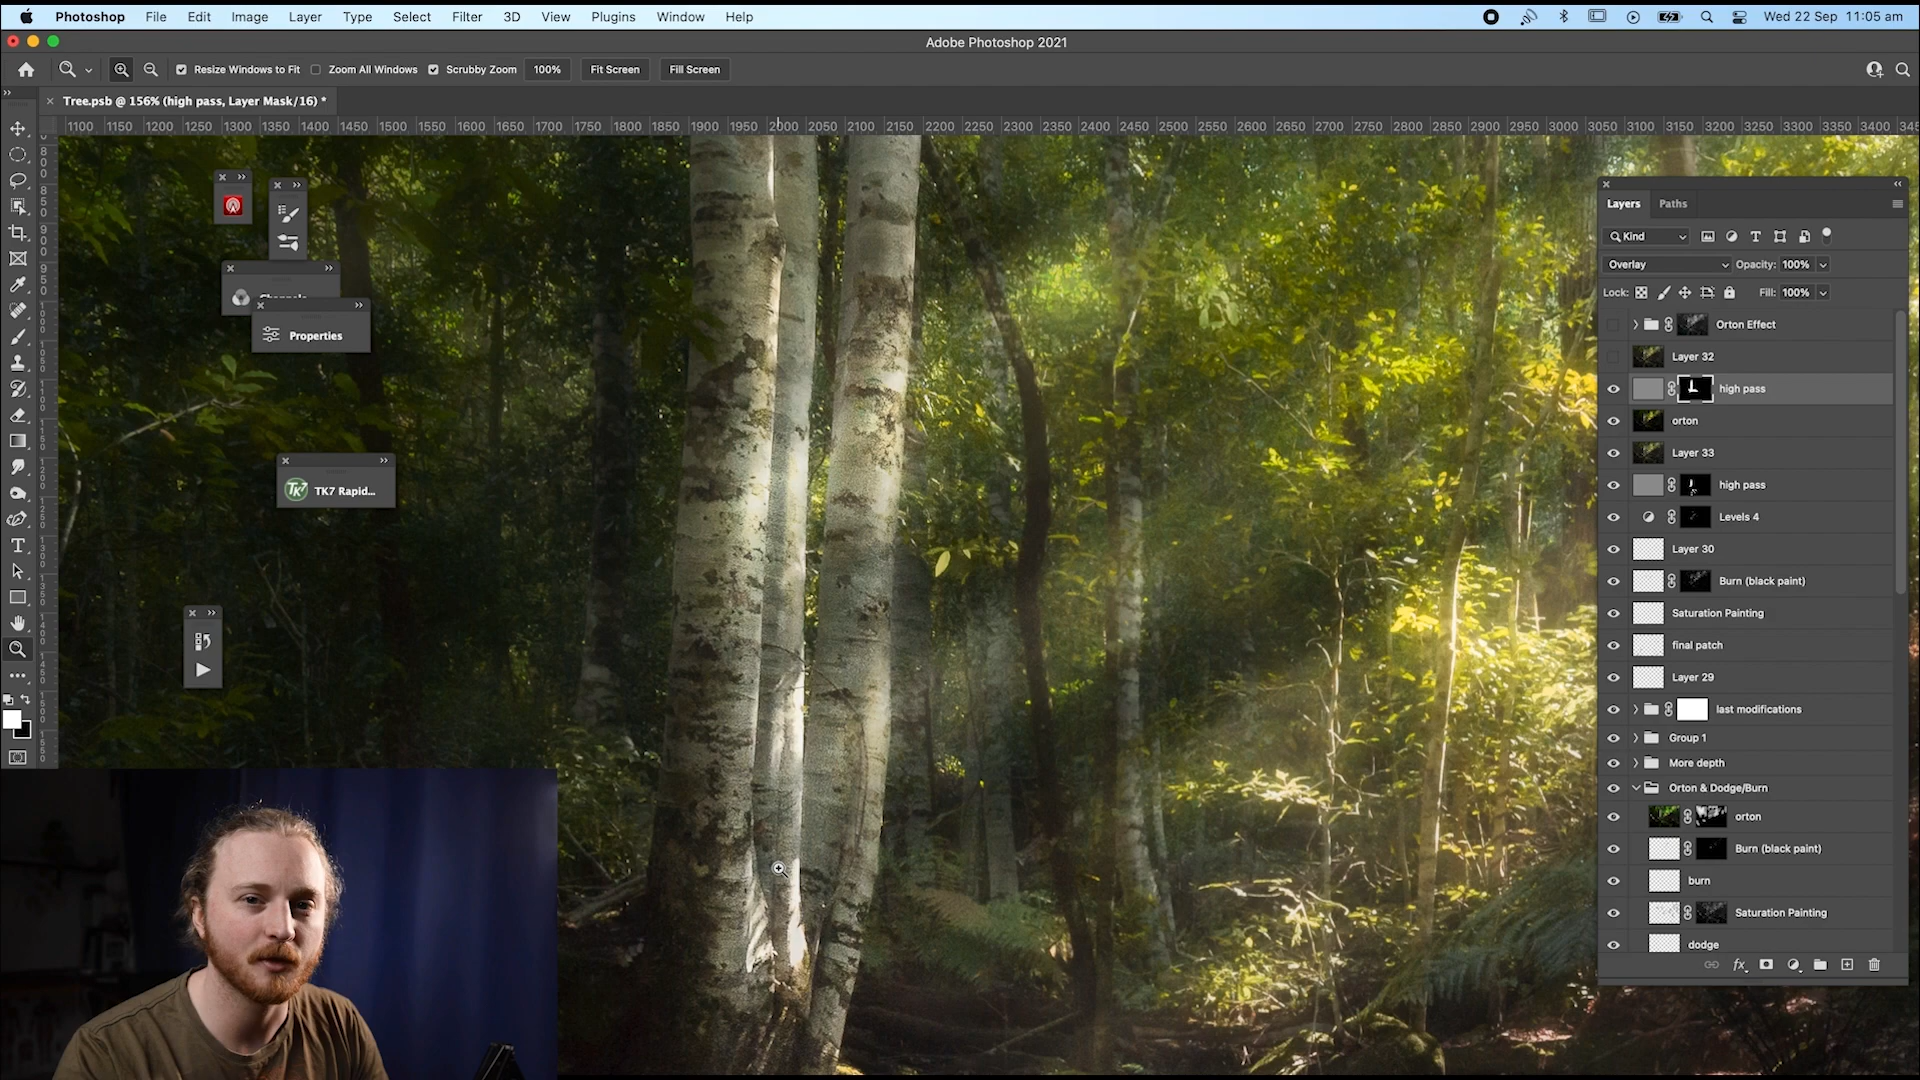 Photoshop File Edit Image Layer Type Select Filter 3D View Plugins Window Help Wed 22 Sep 11:05 am
Adobe Photoshop 2021
Resize Windows to Fit Zoom All Windows Scrubby Zoom 100% Fit Screen Fill Screen
Tree.psb @ 156% (high pass, Layer Mask/16) *
1100 1150 1200 1250 1300 1350 1400 1450 1500 1550 1600 1650 1700 1750 1800 1850 1900 1950 2000 2050 2100 2150 2200 2250 2300 2350 2400 2450 2500 2550 2600 2650 2700 2750 2800 2850 2900 2950 3000 3050 3100 3150 3200 3250 3300 3350 3400
Properties
TK7 Rapid...
Layers Paths
Kind
Overlay Opacity: 100%
Lock: Fill: 100%
Orton Effect
Layer 32
high pass
orton
Layer 33
high pass
Levels 4
Layer 30
Burn (black paint)
Saturation Painting
final patch
Layer 29
last modifications
Group 1
More depth
Orton & Dodge/Burn
orton
Burn (black paint)
burn
Saturation Painting
dodge
fx